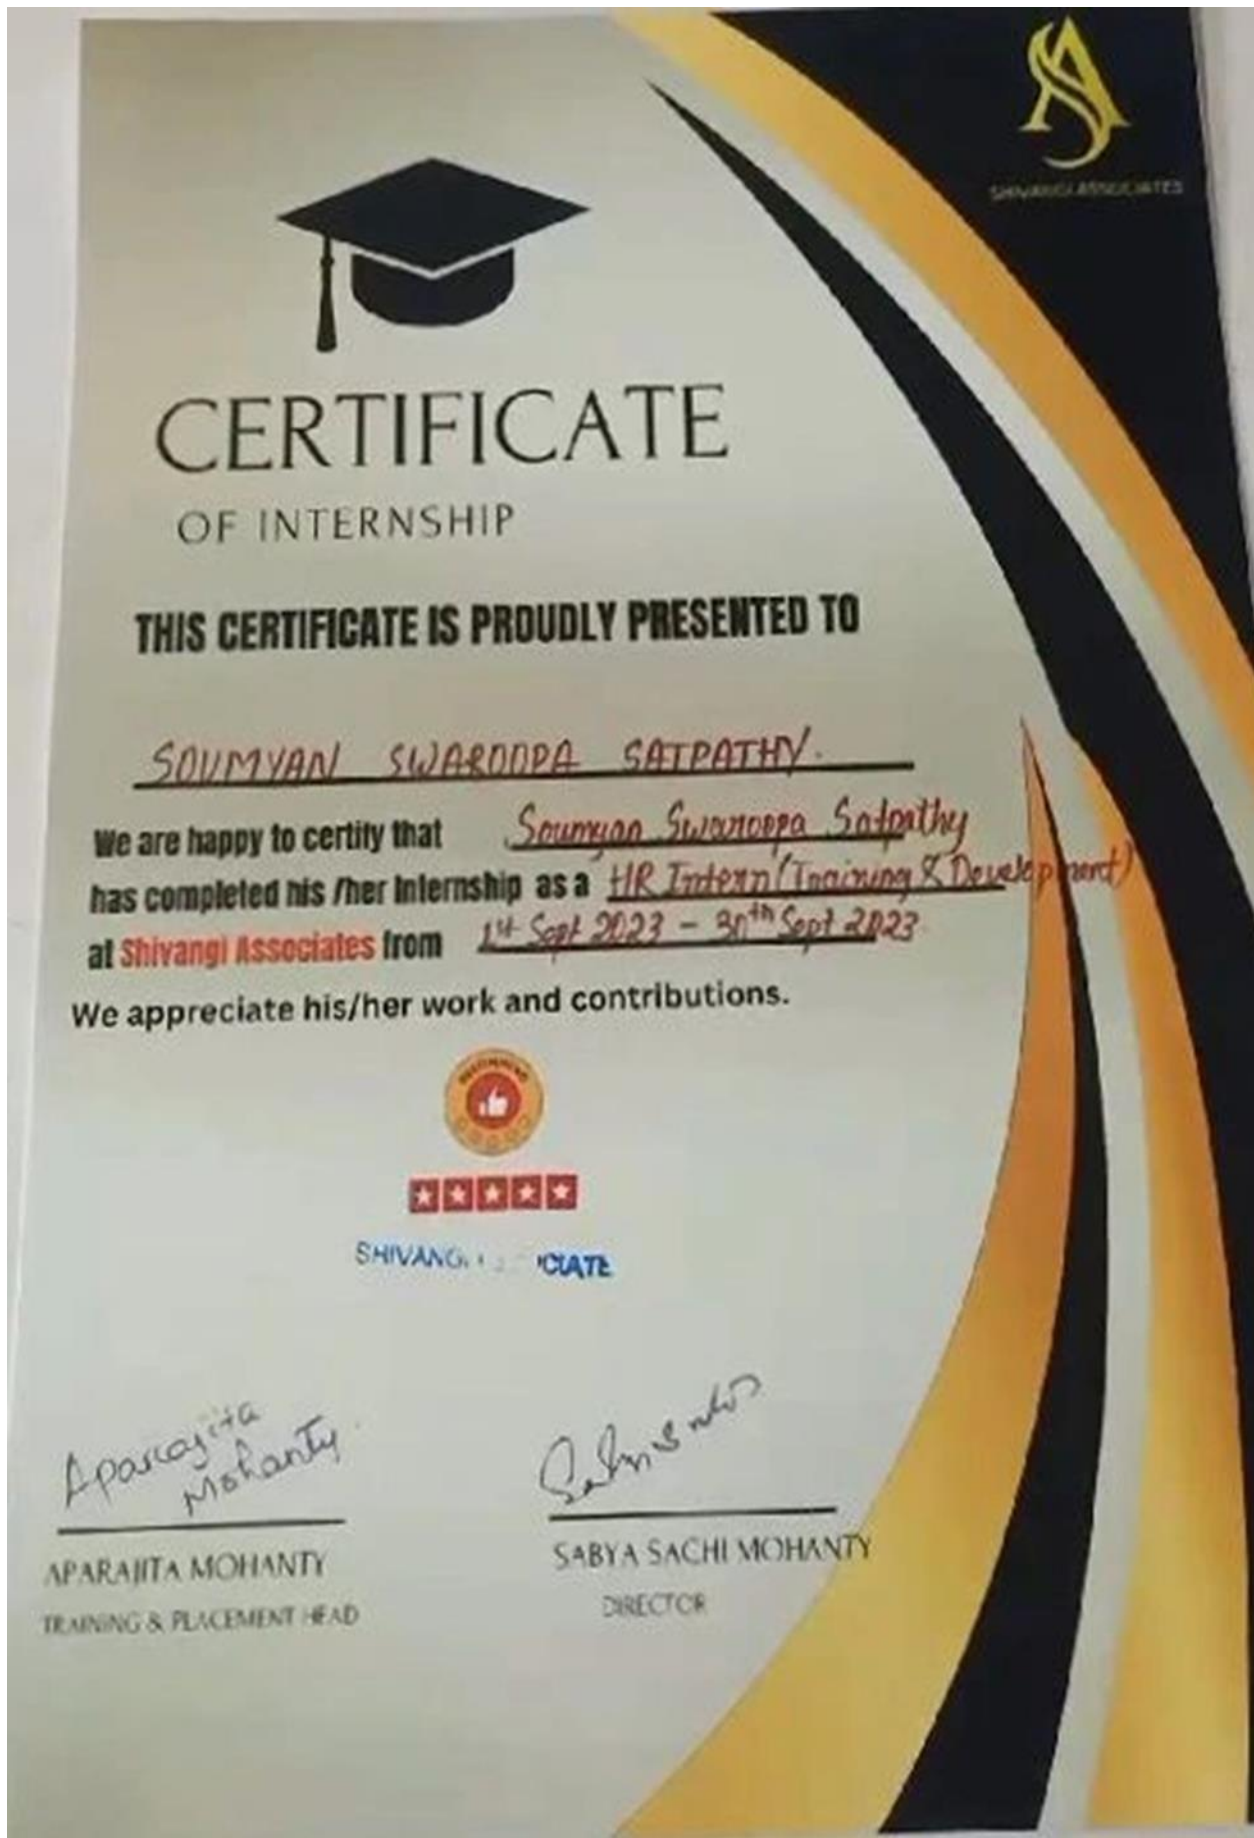 SHIVANGI ASSOCIATES
CERTIFICATE
OF INTERNSHIP
THIS CERTIFICATE IS PROUDLY PRESENTED TO
SOUMYAN SWAROOPA SATPATHY.
We are happy to certify that Soumyan Swaroopa Satpathy
has completed his /her Internship as a HR Intern (Training & Development)
at Shivangi Associates from 1st Sept 2023 - 30th Sept 2023.
We appreciate his/her work and contributions.
Aparajita
Mohanty
APARAJITA MOHANTY
SABYA SACHI MOHANTY
TRAINING & PLACEMENT HEAD
DIRECTOR